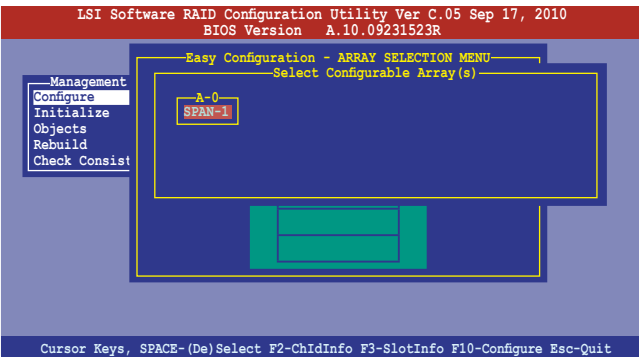 LSI Software RAID Configuration Utility Ver C.05 Sep 17, 2010
BIOS Version A.10.09231523R
Easy Configuration - ARRAY SELECTION MENU
Select Configurable Array(s)
Management
Configure
Initialize
Objects
Rebuild
Check Consist
A-0
SPAN-1
Cursor Keys, SPACE-(De)Select F2-ChIdInfo F3-SlotInfo F10-Configure Esc-Quit